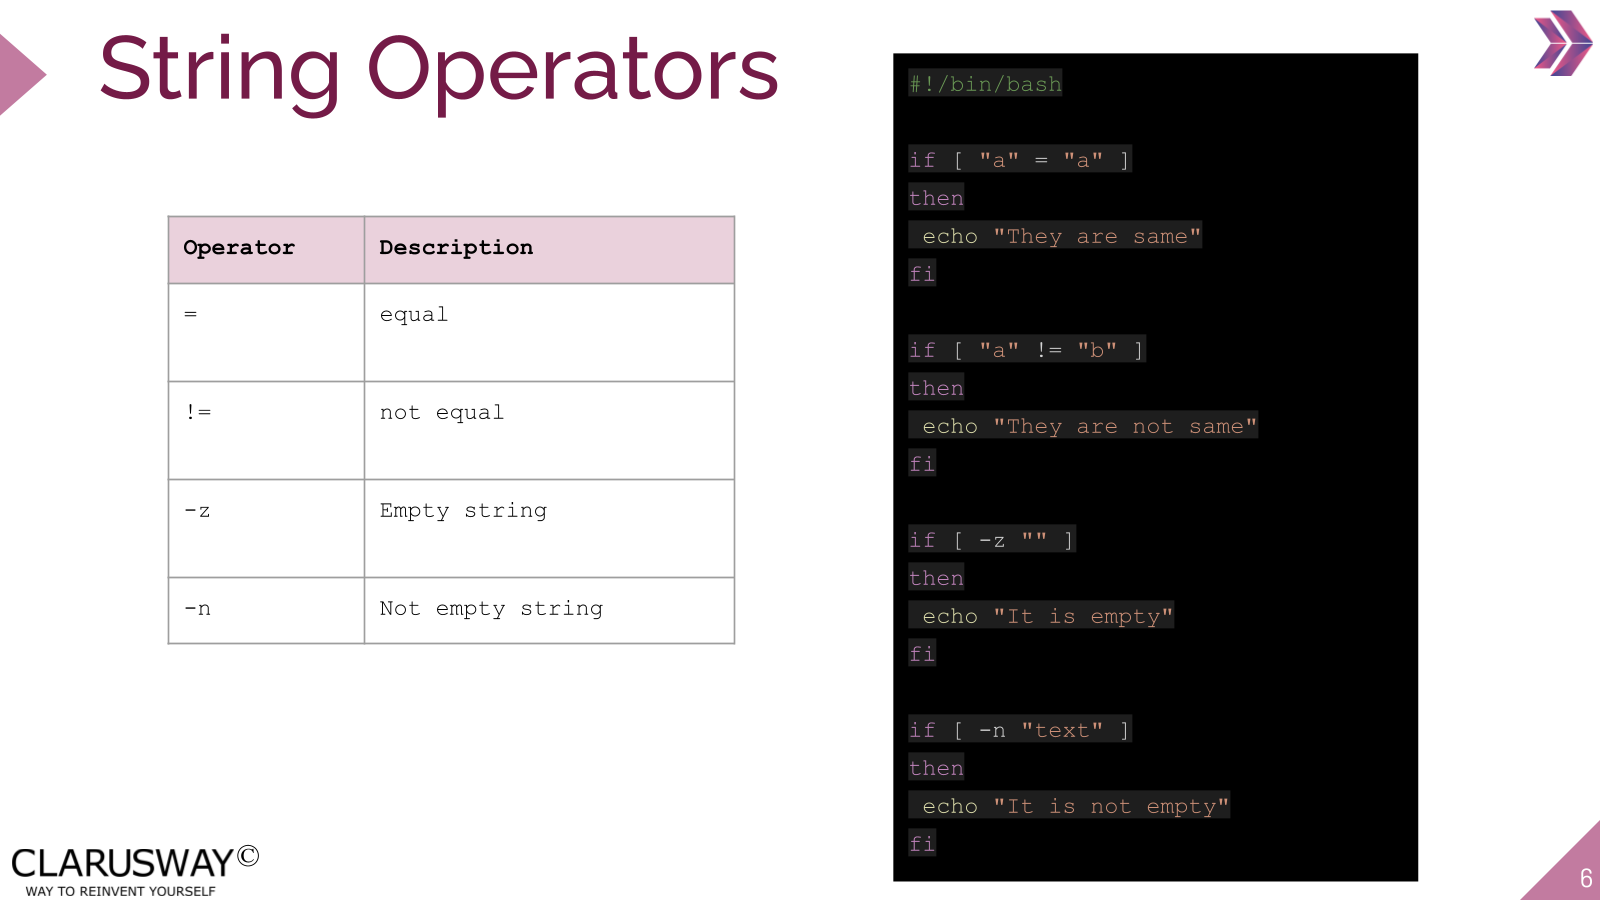 String Operators
Operator Description
= equal
!= not equal
-z Empty string
-n Not empty string
#!/bin/bash
if [ "a" = "a" ]
then
 echo "They are same"
fi
if [ "a" != "b" ]
then
 echo "They are not same"
fi
if [ -z "" ]
then
 echo "It is empty"
fi
if [ -n "text" ]
then
 echo "It is not empty"
fi
CLARUSWAY©
WAY TO REINVENT YOURSELF
6